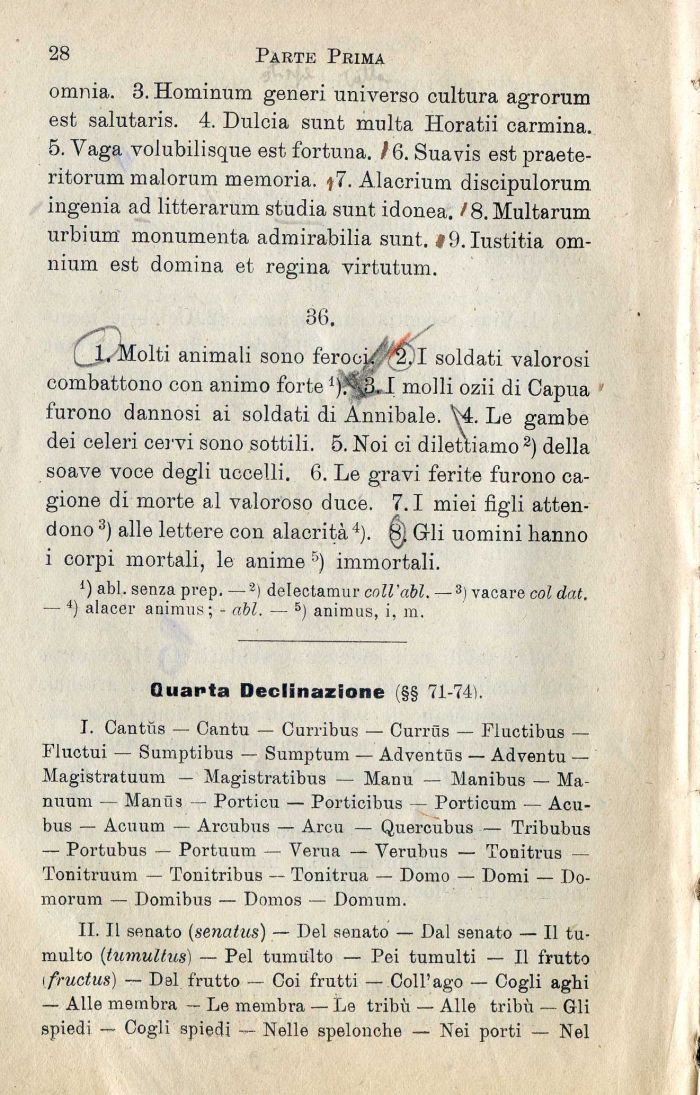 28 PARTE PRIMA
omnia. 3. Hominum generi universo cultura agrorum
est salutaris. 4. Dulcia sunt multa Horatii carmina.
5. Vaga volubilisque est fortuna. 6. Suavis est praete-
ritorum malorum memoria. 7. Alacrium discipulorum
ingenia ad litterarum studia sunt idonea. 8. Multarum
urbium monumenta admirabilia sunt. 9. Iustitia om-
nium est domina et regina virtutum.
36.
1. Molti animali sono feroci. 2. I soldati valorosi
combattono con animo forte ¹). 3. I molli ozii di Capua
furono dannosi ai soldati di Annibale. 4. Le gambe
dei celeri cervi sono sottili. 5. Noi ci dilettiamo ²) della
soave voce degli uccelli. 6. Le gravi ferite furono ca-
gione di morte al valoroso duce. 7. I miei figli atten-
dono ³) alle lettere con alacrità ⁴). 8. Gli uomini hanno
i corpi mortali, le anime ⁵) immortali.
¹) abl. senza prep. — ²) delectamur coll'abl. — ³) vacare col dat.
— ⁴) alacer animus; - abl. — ⁵) animus, i, m.
Quarta Declinazione (§§ 71-74).
I. Cantŭs — Cantu — Curribus — Currūs — Fluctibus —
Fluctui — Sumptibus — Sumptum — Adventūs — Adventu —
Magistratuum — Magistratibus — Manu — Manibus — Ma-
nuum — Manūs — Porticu — Porticibus — Porticum — Acu-
bus — Acuum — Arcubus — Arcu — Quercubus — Tribubus
— Portubus — Portuum — Verua — Verubus — Tonitrus —
Tonitruum — Tonitribus — Tonitrua — Domo — Domi — Do-
morum — Domibus — Domos — Domum.
II. Il senato (senatus) — Del senato — Dal senato — Il tu-
multo (tumultus) — Pel tumulto — Pei tumulti — Il frutto
(fructus) — Del frutto — Coi frutti — Coll'ago — Cogli aghi
— Alle membra — Le membra — Le tribù — Alle tribù — Gli
spiedi — Cogli spiedi — Nelle spelonche — Nei porti — Nel